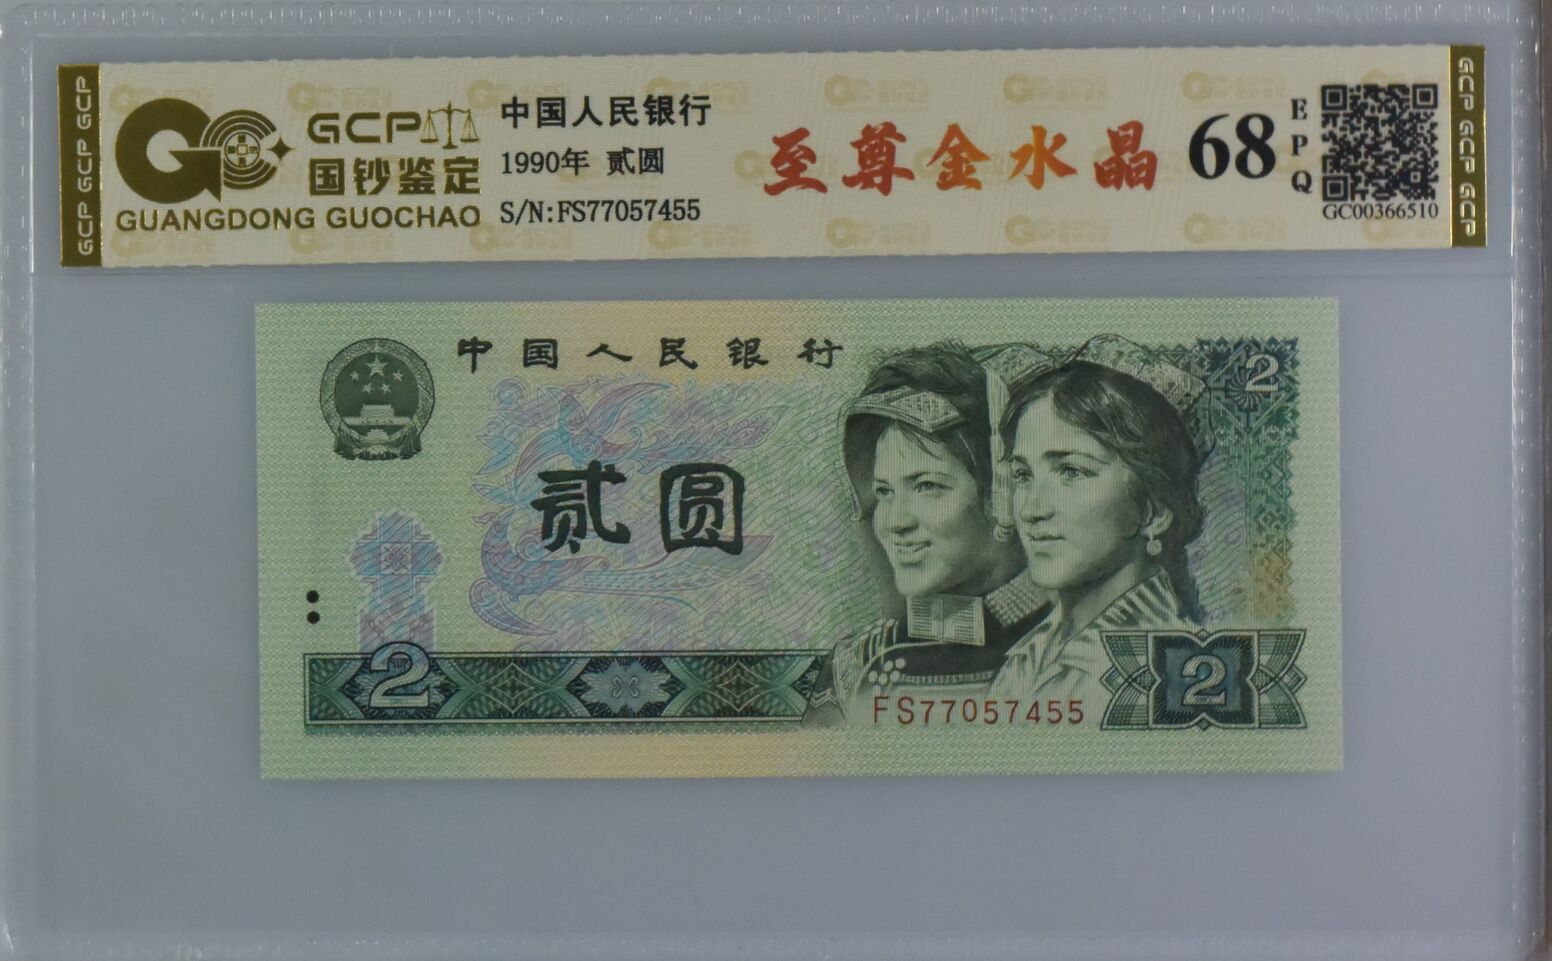 GCP GCP GCP
GCP
国钞鉴定
GUANGDONG GUOCHAO
中国人民银行
1990年 贰圆
S/N:FS77057455
至尊金水晶
68
EPQ
GC00366510
GCP GCP GCP
中国人民银行
2
贰圆
2
FS77057455
2